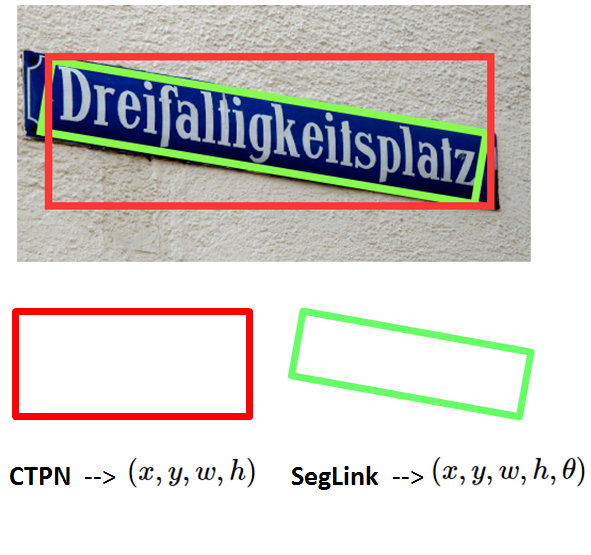 Dreifaltigkeitsplatz
CTPN --> (x, y, w, h) SegLink --> (x, y, w, h, θ)